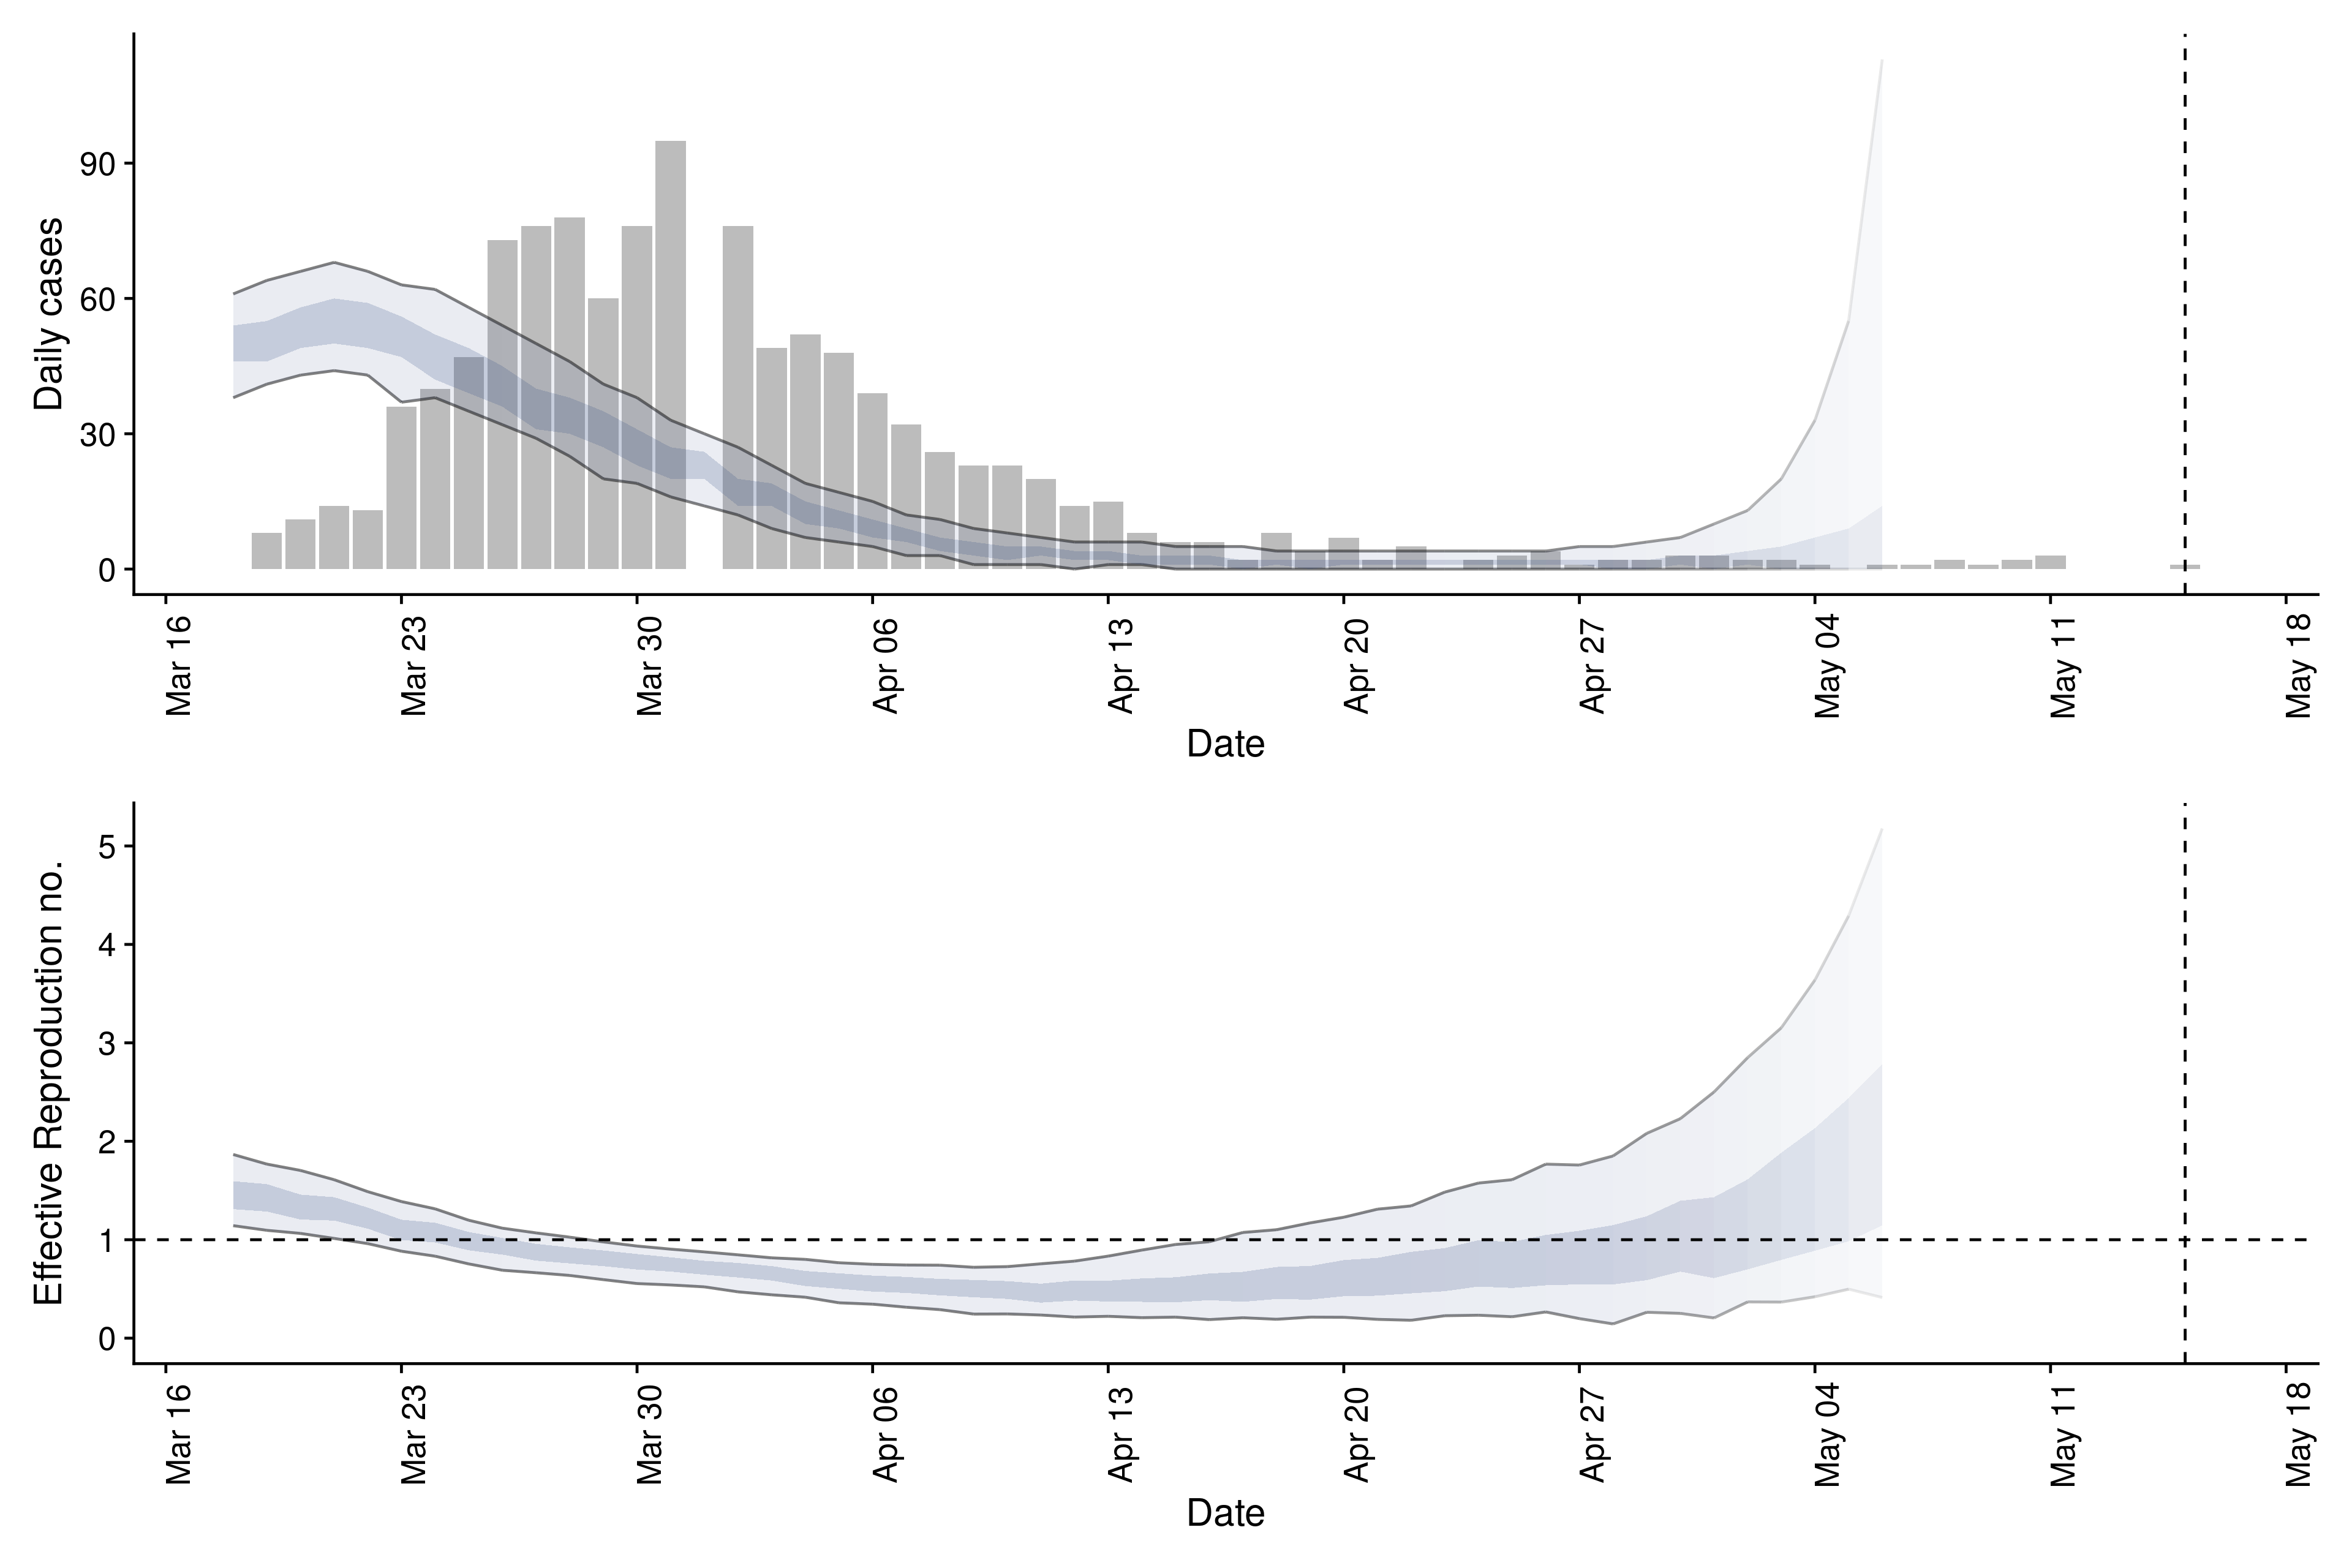 Daily cases
90
60
30
0
Mar 16
Mar 23
Mar 30
Apr 06
Apr 13
Apr 20
Apr 27
May 04
May 11
May 18
Date
Effective Reproduction no.
5
4
3
2
1
0
Mar 16
Mar 23
Mar 30
Apr 06
Apr 13
Apr 20
Apr 27
May 04
May 11
May 18
Date